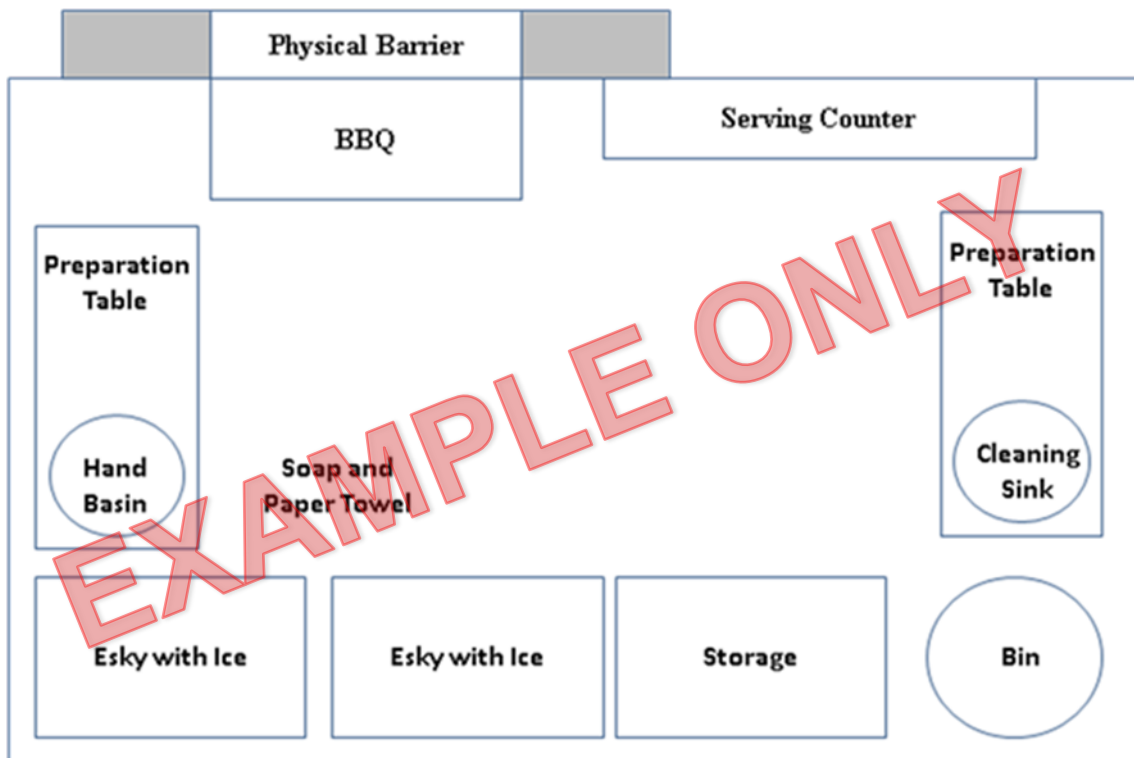 Physical Barrier
BBQ
Serving Counter
Preparation
Table
Preparation
Table
Hand
Basin
Soap and
Paper Towel
Cleaning
Sink
EXAMPLE ONLY
Esky with Ice
Esky with Ice
Storage
Bin